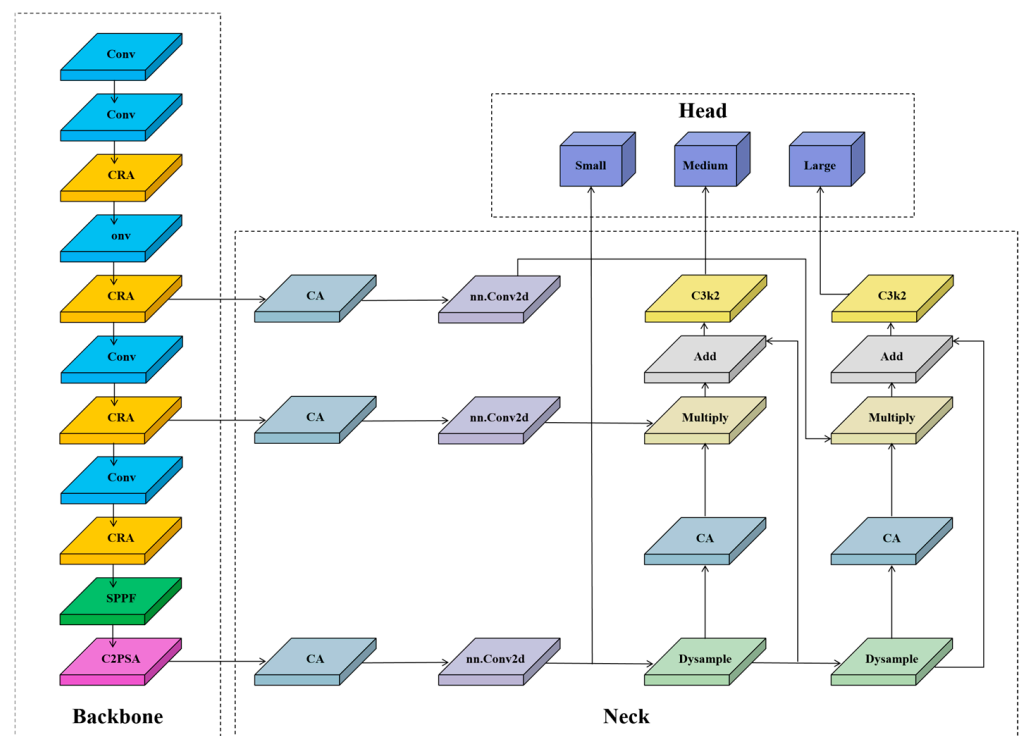 Conv
Conv
CRA
onv
CRA
Conv
CRA
Conv
CRA
SPPF
C2PSA
Backbone
Head
Small Medium Large
CA nn.Conv2d C3k2 C3k2
Add Add
CA nn.Conv2d Multiply Multiply
CA CA
CA nn.Conv2d Dysample Dysample
Neck